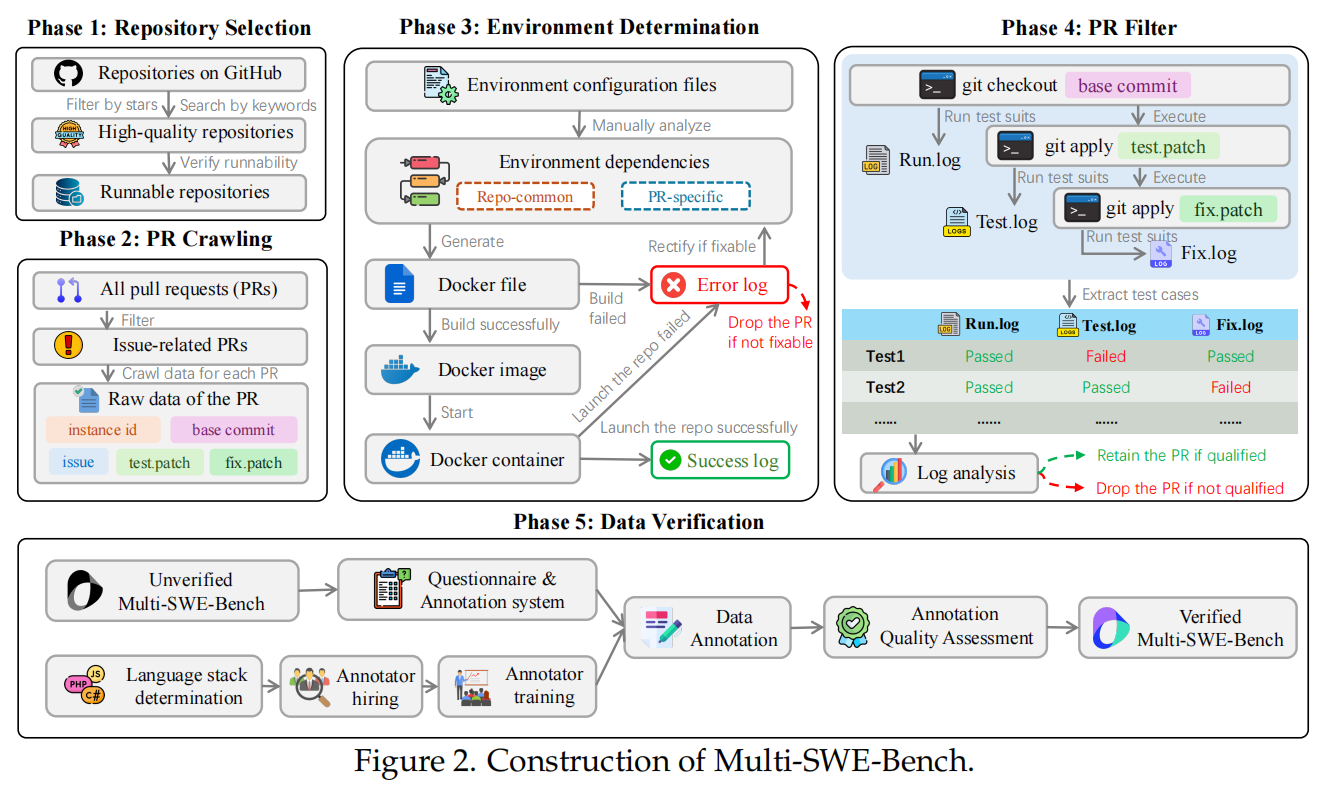 Phase 1: Repository Selection
Repositories on GitHub
Filter by stars
Search by keywords
HIGH QUALITY
High-quality repositories
Verify runnability
Runnable repositories
Phase 2: PR Crawling
All pull requests (PRs)
Filter
Issue-related PRs
Crawl data for each PR
Raw data of the PR
instance id
base commit
issue
test.patch
fix.patch
Phase 3: Environment Determination
Environment configuration files
Manually analyze
Environment dependencies
Repo-common
PR-specific
Generate
Rectify if fixable
Docker file
Build
failed
Error log
Build successfully
Drop the PR
if not fixable
Docker image
Launch the repo failed
Start
Launch the repo successfully
Docker container
Success log
Phase 4: PR Filter
>_
git checkout
base commit
Run test suits
Execute
LOG
Run.log
>_
git apply
test.patch
Run test suits
Execute
LOGS
Test.log
>_
git apply
fix.patch
Run test suits
LOG
Fix.log
Extract test cases
LOG
Run.log
LOGS
Test.log
LOG
Fix.log
Test1
Passed
Failed
Passed
Test2
Passed
Passed
Failed
......
......
......
......
Log analysis
Retain the PR if qualified
Drop the PR if not qualified
Phase 5: Data Verification
Unverified
Multi-SWE-Bench
?
Questionnaire &
Annotation system
PHP
JS
C#
Language stack
determination
Annotator
hiring
Annotator
training
Data
Annotation
Annotation
Quality Assessment
Verified
Multi-SWE-Bench
Figure 2. Construction of Multi-SWE-Bench.